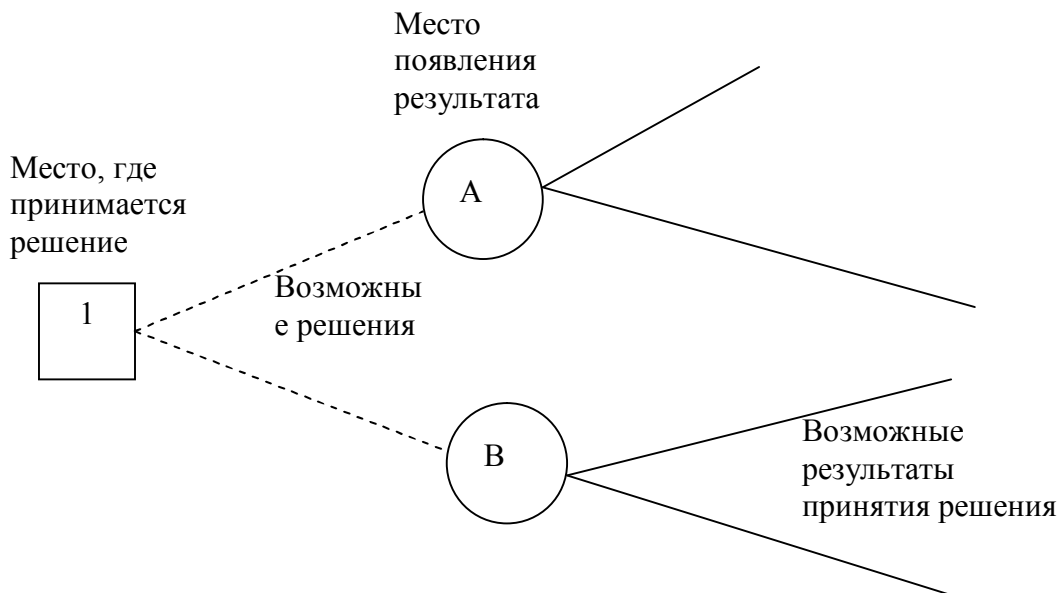 Место
появления
результата
Место, где
принимается
решение
А
1
Возможны
е решения
В
Возможные
результаты
принятия решения